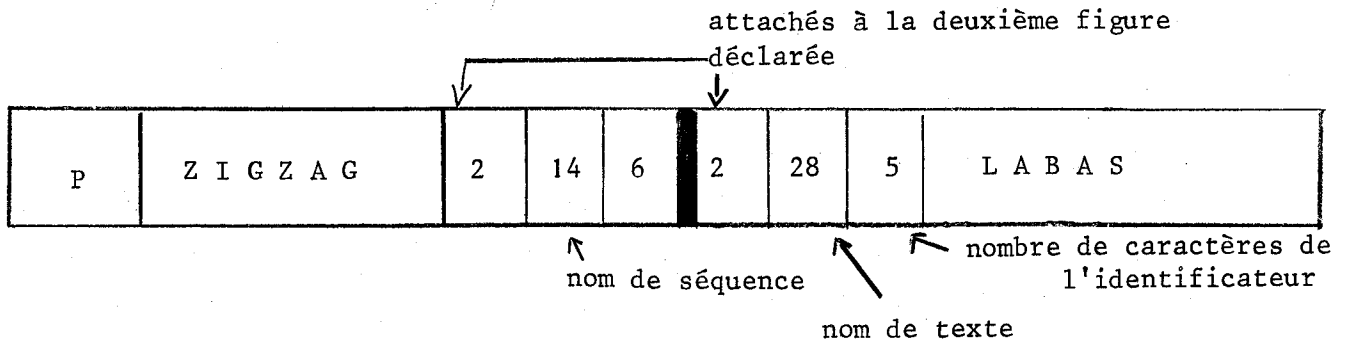 attachés à la deuxième figure
déclarée
P Z I G Z A G 2 14 6 2 28 5 L A B A S
nom de séquence
nombre de caractères de
l'identificateur
nom de texte